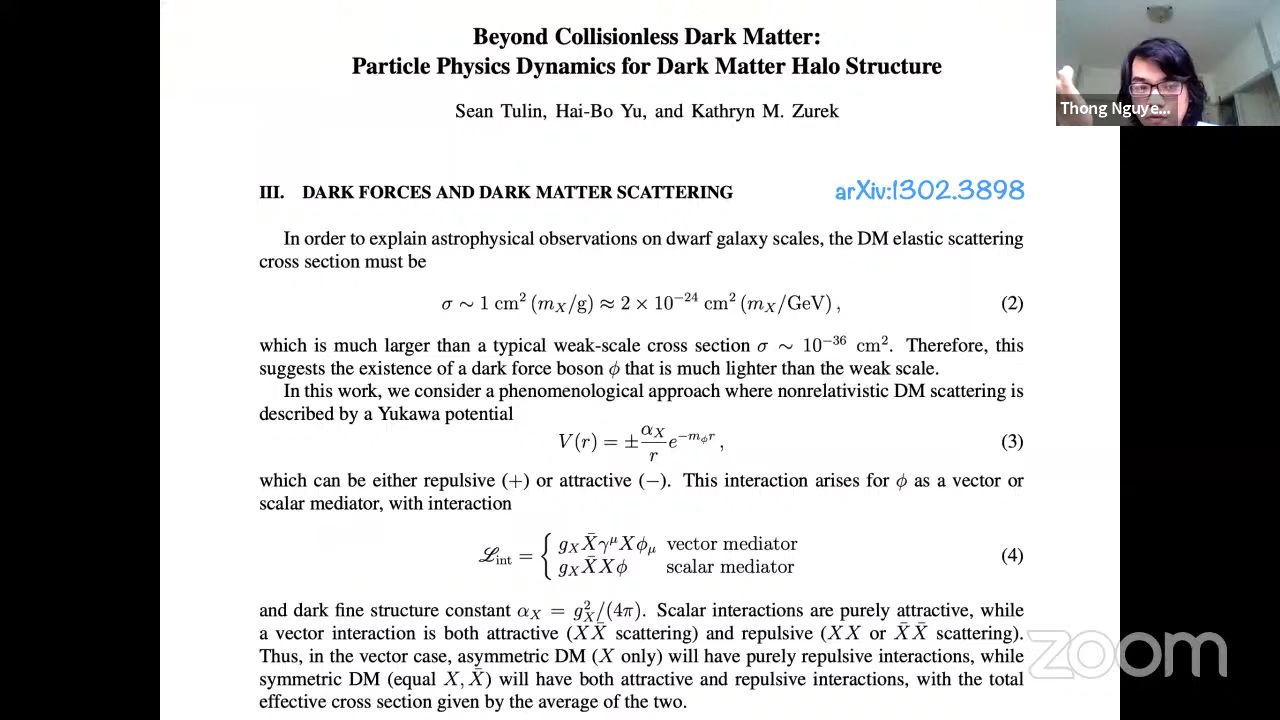 Beyond Collisionless Dark Matter:
Particle Physics Dynamics for Dark Matter Halo Structure
Sean Tulin, Hai-Bo Yu, and Kathryn M. Zurek
Thong Nguye...
III. DARK FORCES AND DARK MATTER SCATTERING
arXiv:1302.3898
In order to explain astrophysical observations on dwarf galaxy scales, the DM elastic scattering
cross section must be
σ ∼ 1 cm² (m_X/g) ≈ 2 × 10⁻²⁴ cm² (m_X/GeV) , (2)
which is much larger than a typical weak-scale cross section σ ∼ 10⁻³⁶ cm². Therefore, this
suggests the existence of a dark force boson ϕ that is much lighter than the weak scale.
In this work, we consider a phenomenological approach where nonrelativistic DM scattering is
described by a Yukawa potential
V(r) = ± α_X/r e^{−m_ϕ r} , (3)
which can be either repulsive (+) or attractive (−). This interaction arises for ϕ as a vector or
scalar mediator, with interaction
ℒ_int = { g_X X̄γ^μ Xϕ_μ vector mediator
g_X X̄Xϕ scalar mediator (4)
and dark fine structure constant α_X = g_X²/(4π). Scalar interactions are purely attractive, while
a vector interaction is both attractive (XX̄ scattering) and repulsive (XX or X̄X̄ scattering).
Thus, in the vector case, asymmetric DM (X only) will have purely repulsive interactions, while
symmetric DM (equal X, X̄) will have both attractive and repulsive interactions, with the total
effective cross section given by the average of the two.
zoom